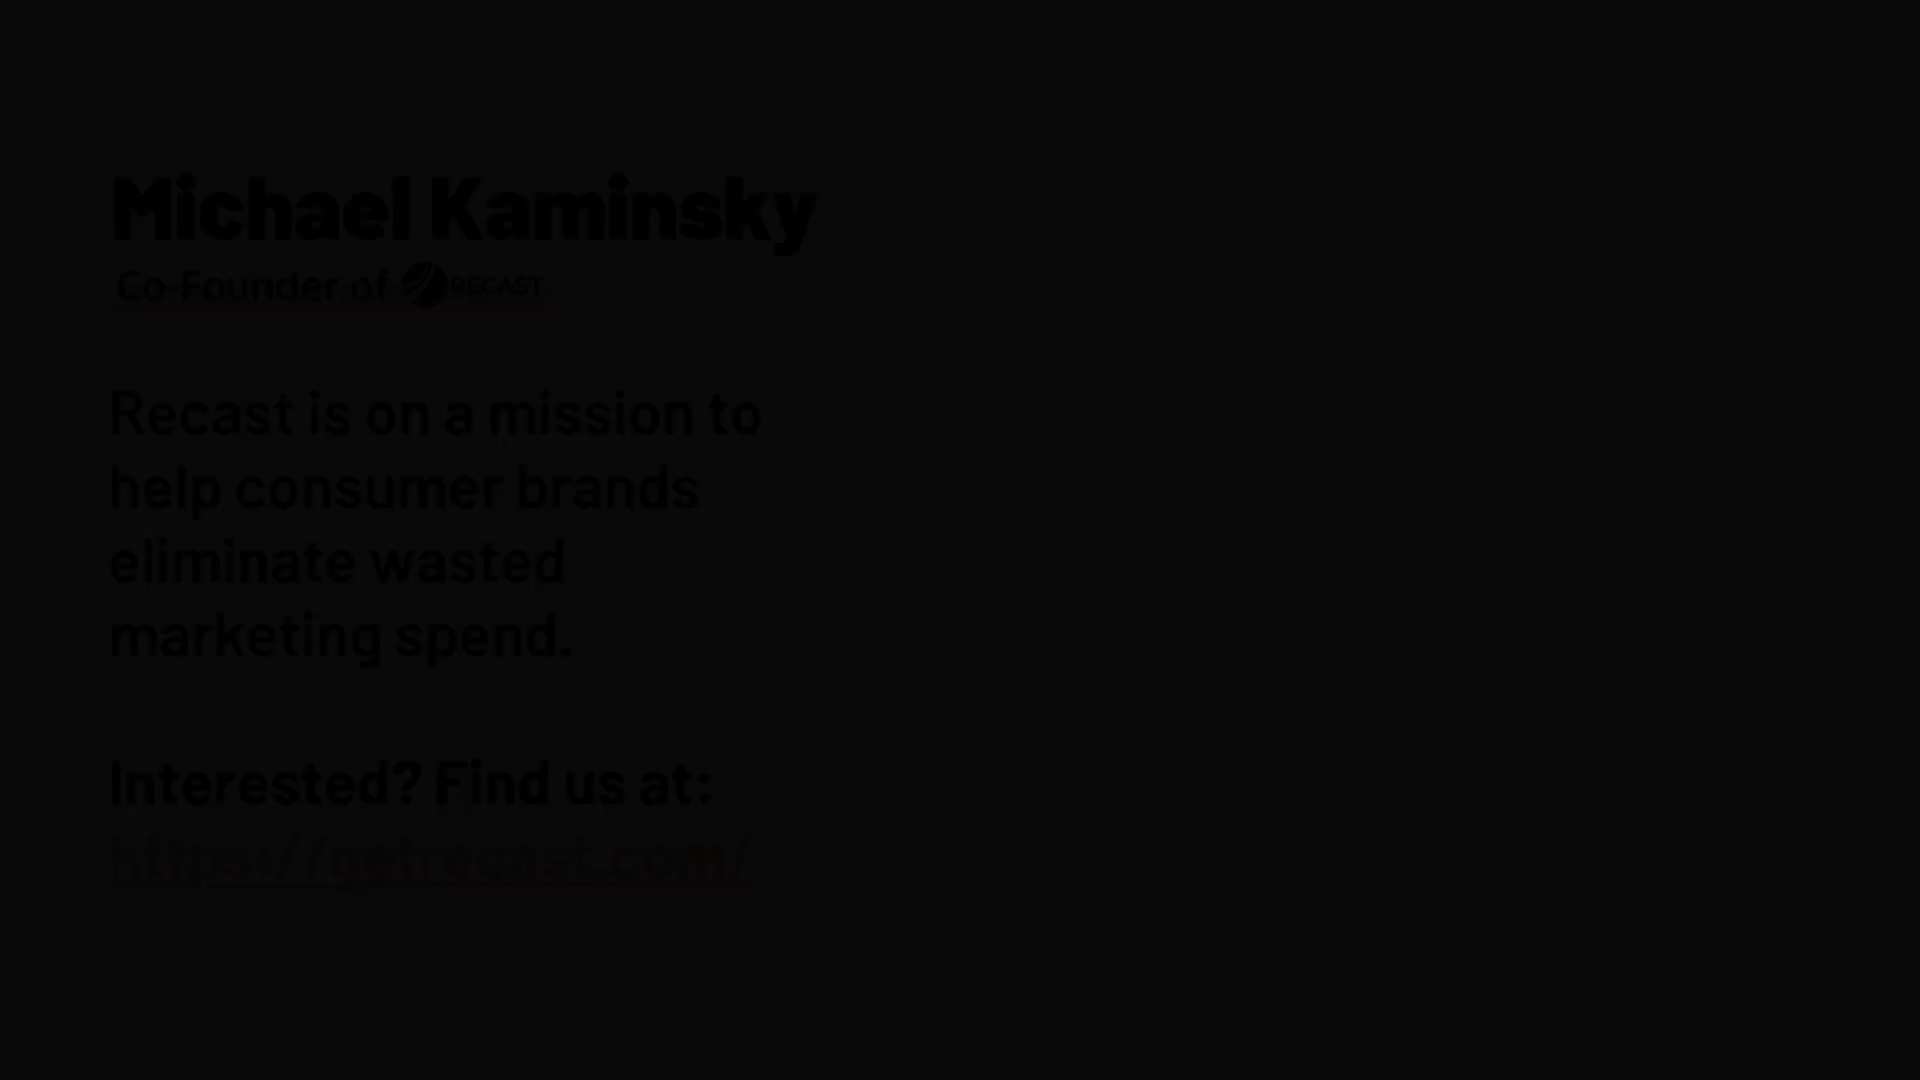 Michael Kaminsky
Co-Founder of RECAST
Recast is on a mission to
help consumer brands
eliminate wasted
marketing spend.
Interested? Find us at:
https://getrecast.com/